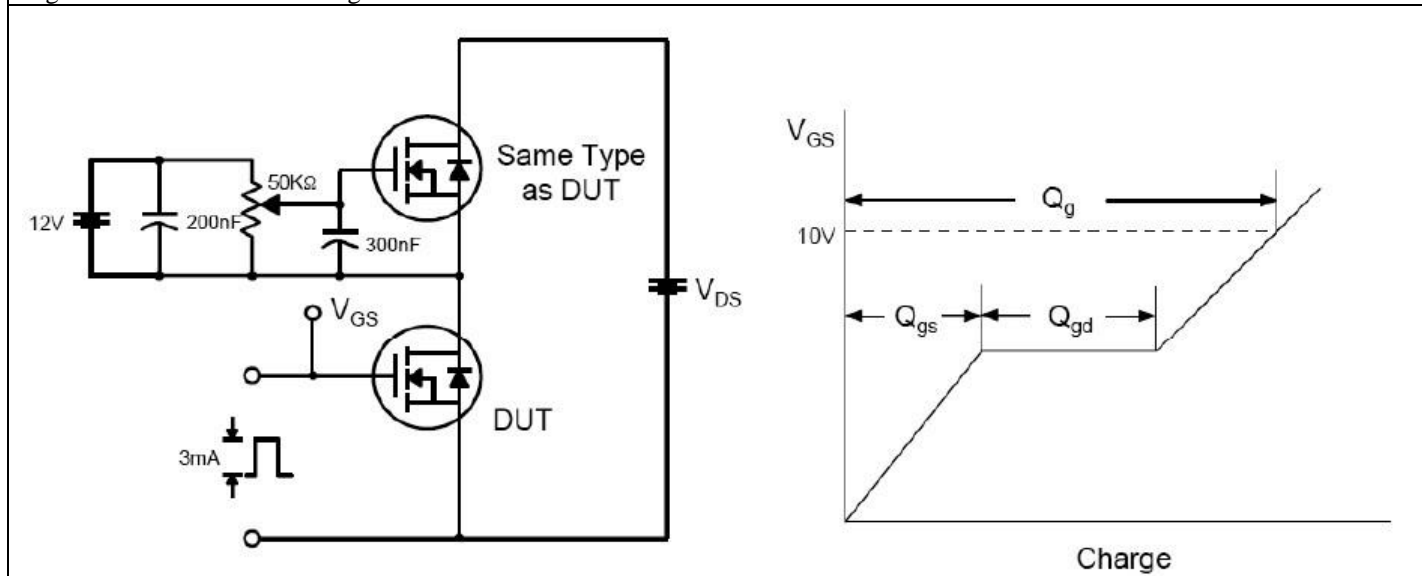 Same Type
as DUT
50KΩ
12V
200nF
300nF
V_GS
V_DS
DUT
3mA
V_GS
Q_g
10V
Q_gs
Q_gd
Charge